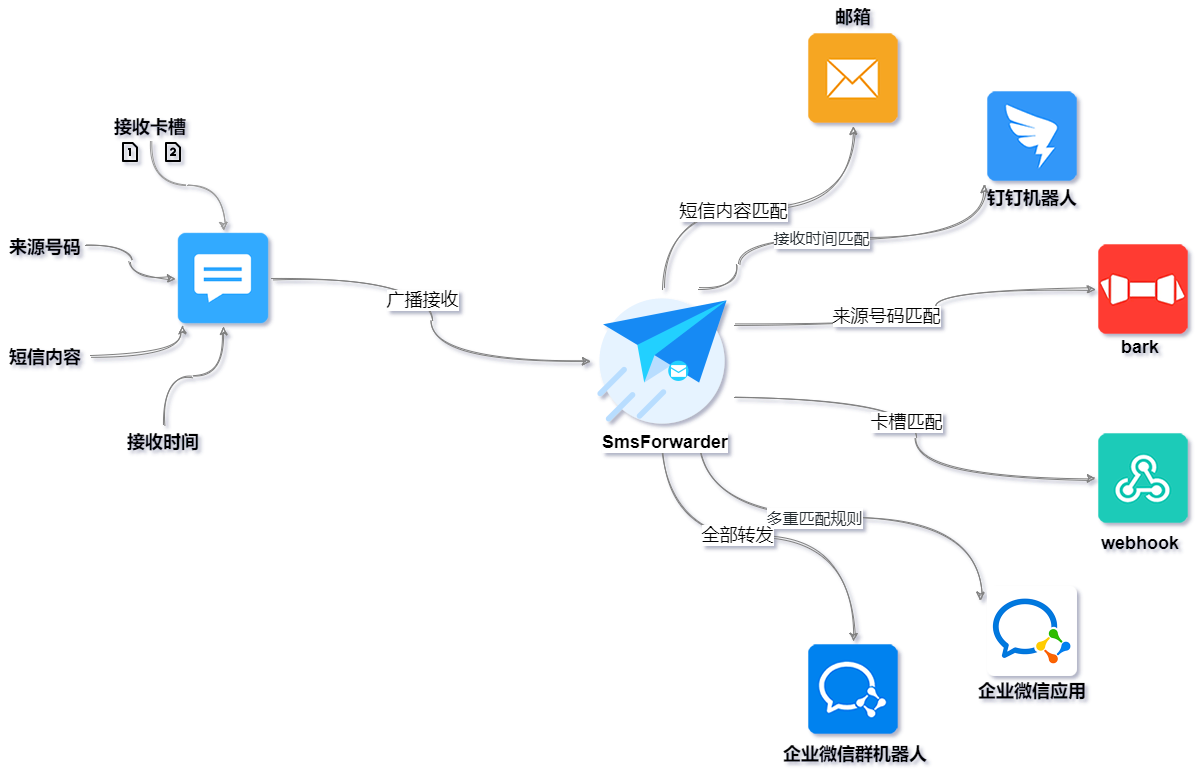 邮箱
接收卡槽
1 2
钉钉机器人
短信内容匹配
接收时间匹配
来源号码
广播接收
来源号码匹配
bark
短信内容
卡槽匹配
接收时间
SmsForwarder
多重匹配规则
全部转发
webhook
企业微信应用
企业微信群机器人